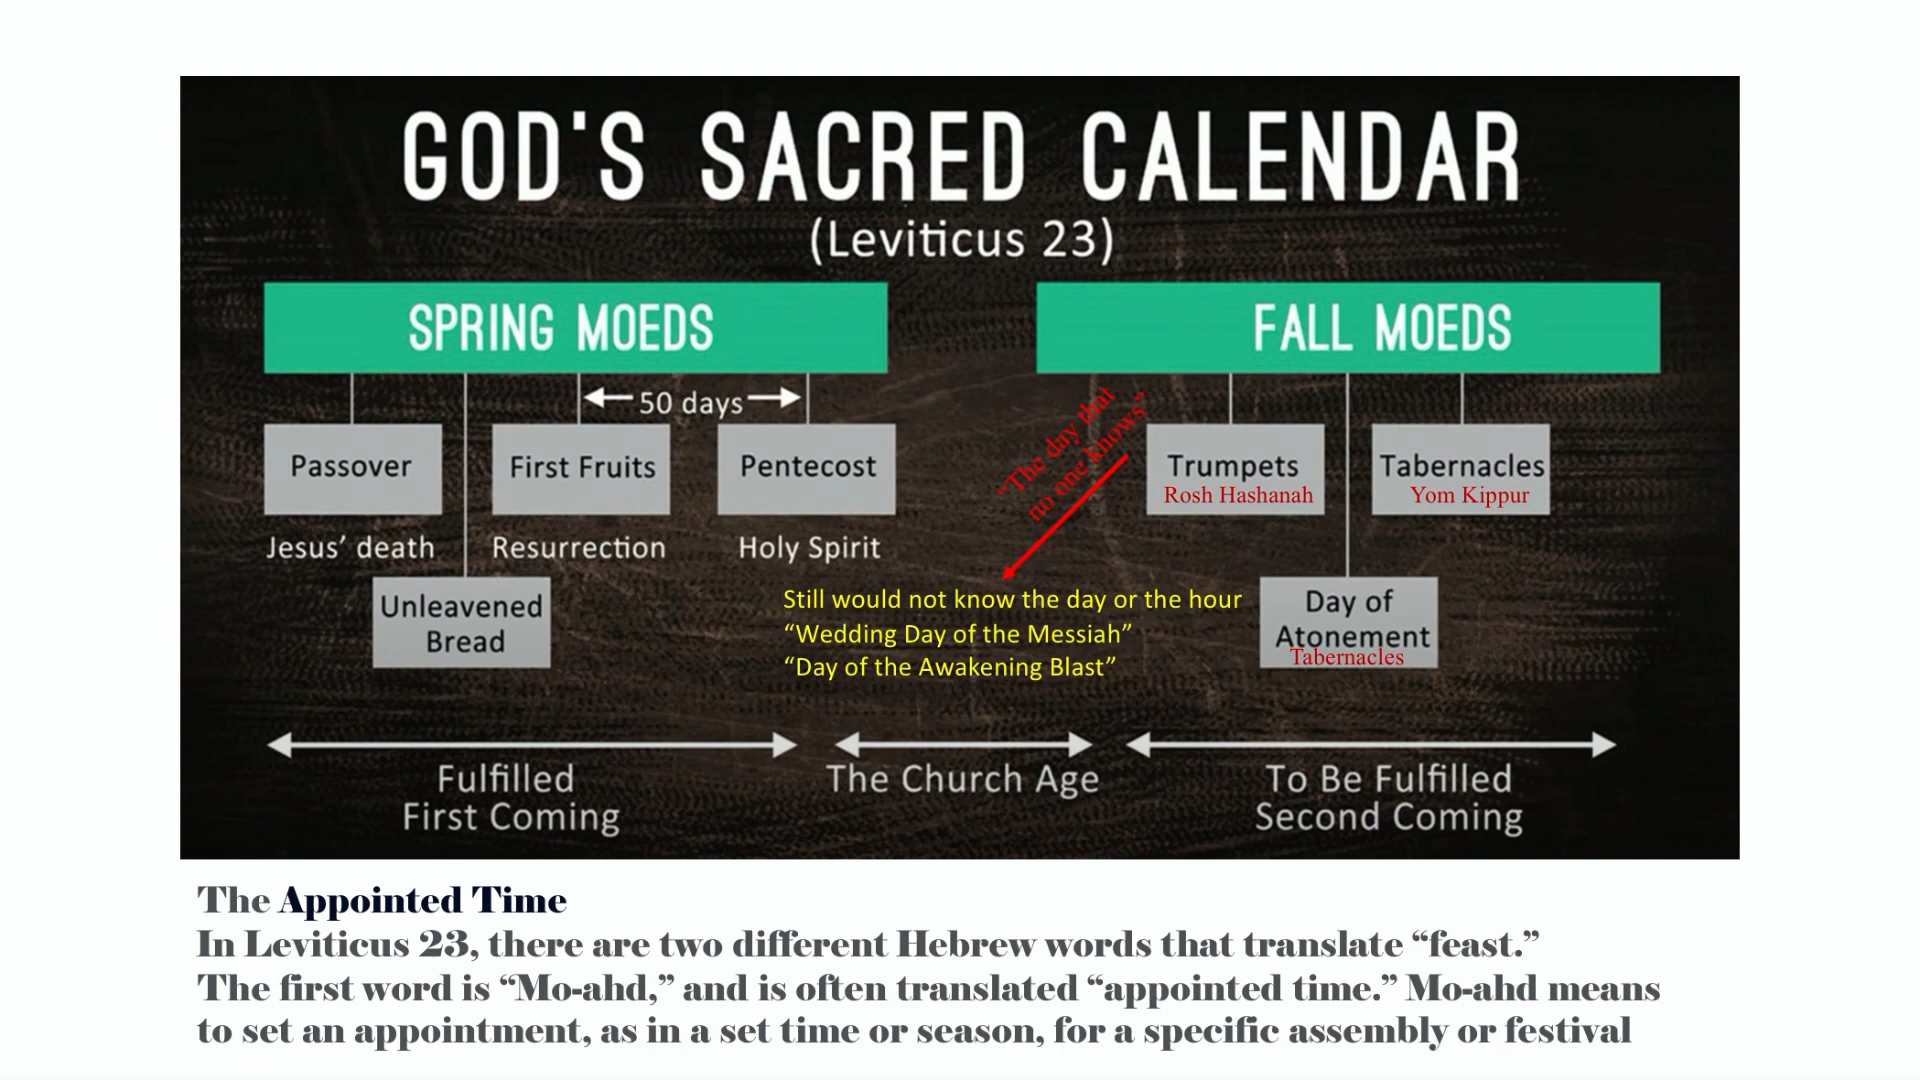 GOD'S SACRED CALENDAR
(Leviticus 23)
SPRING MOEDS
FALL MOEDS
50 days
Passover
First Fruits
Pentecost
“The day that
no one knows”
Trumpets
Rosh Hashanah
Tabernacles
Yom Kippur
Jesus’ death
Resurrection
Holy Spirit
Unleavened
Bread
Still would not know the day or the hour
“Wedding Day of the Messiah”
“Day of the Awakening Blast”
Day of
Atonement
Tabernacles
Fulfilled
First Coming
The Church Age
To Be Fulfilled
Second Coming
The Appointed Time
In Leviticus 23, there are two different Hebrew words that translate “feast.”
The first word is “Mo-ahd,” and is often translated “appointed time.” Mo-ahd means
to set an appointment, as in a set time or season, for a specific assembly or festival